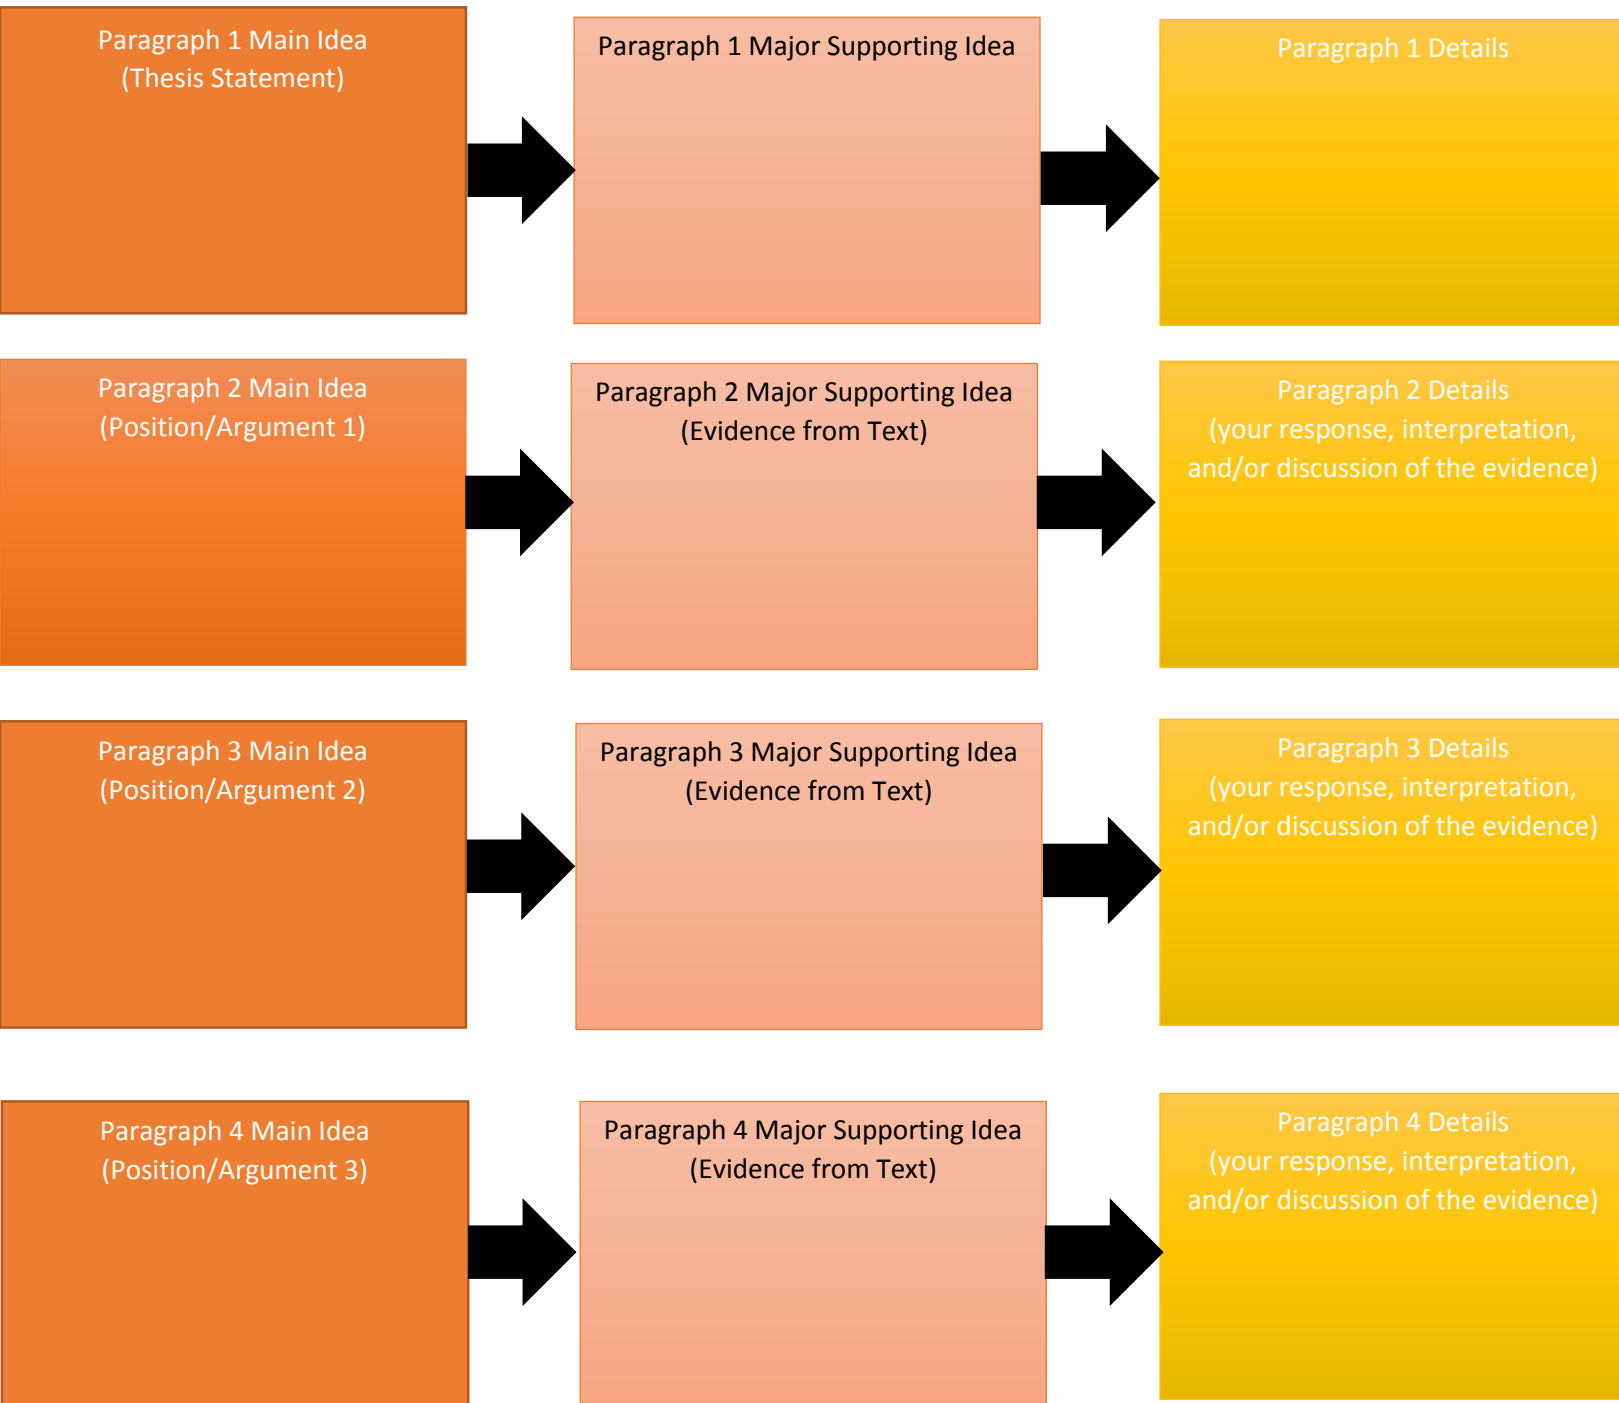 Paragraph 1 Main Idea
(Thesis Statement)
Paragraph 1 Major Supporting Idea
Paragraph 1 Details
Paragraph 2 Main Idea
(Position/Argument 1)
Paragraph 2 Major Supporting Idea
(Evidence from Text)
Paragraph 2 Details
(your response, interpretation,
and/or discussion of the evidence)
Paragraph 3 Main Idea
(Position/Argument 2)
Paragraph 3 Major Supporting Idea
(Evidence from Text)
Paragraph 3 Details
(your response, interpretation,
and/or discussion of the evidence)
Paragraph 4 Main Idea
(Position/Argument 3)
Paragraph 4 Major Supporting Idea
(Evidence from Text)
Paragraph 4 Details
(your response, interpretation,
and/or discussion of the evidence)